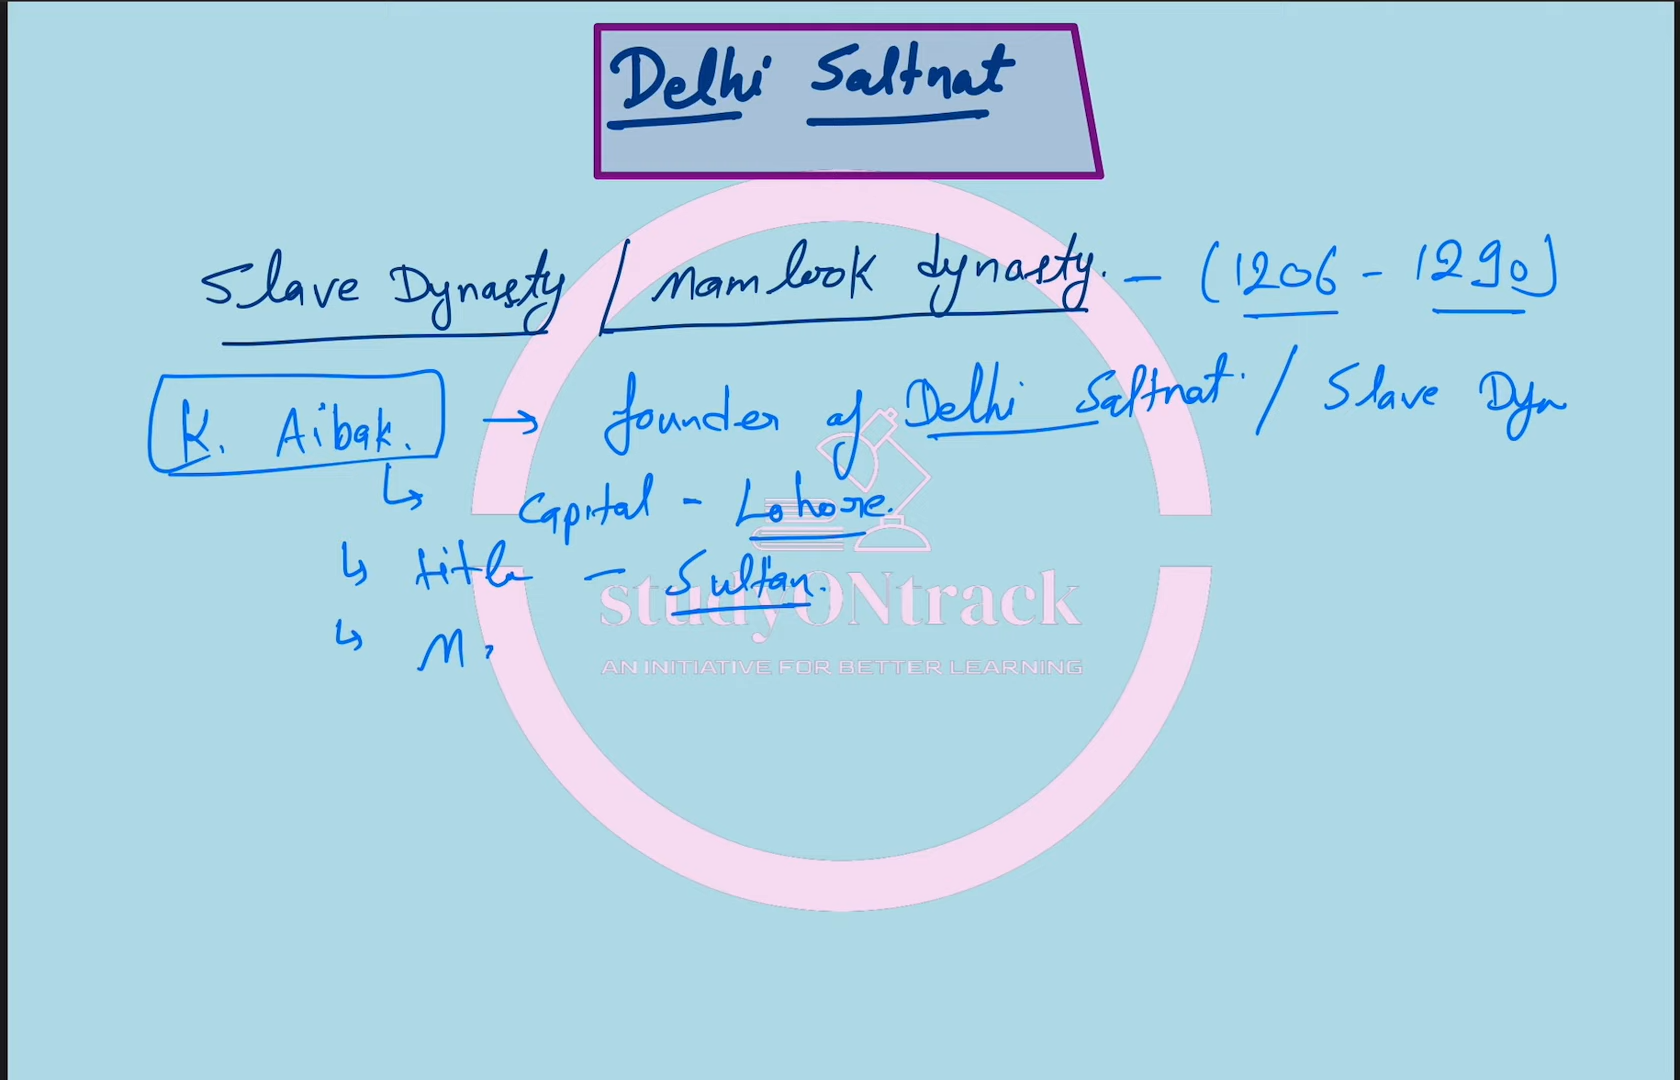 Delhi Saltnat
Slave Dynasty / Mamlook dynasty. - (1206 - 1290)
K. Aibak. → founder of Delhi Saltnat / Slave Dyn
↳ Capital - Lohore.
↳ title - Sultan.
↳ M.
studyONtrack
AN INITIATIVE FOR BETTER LEARNING